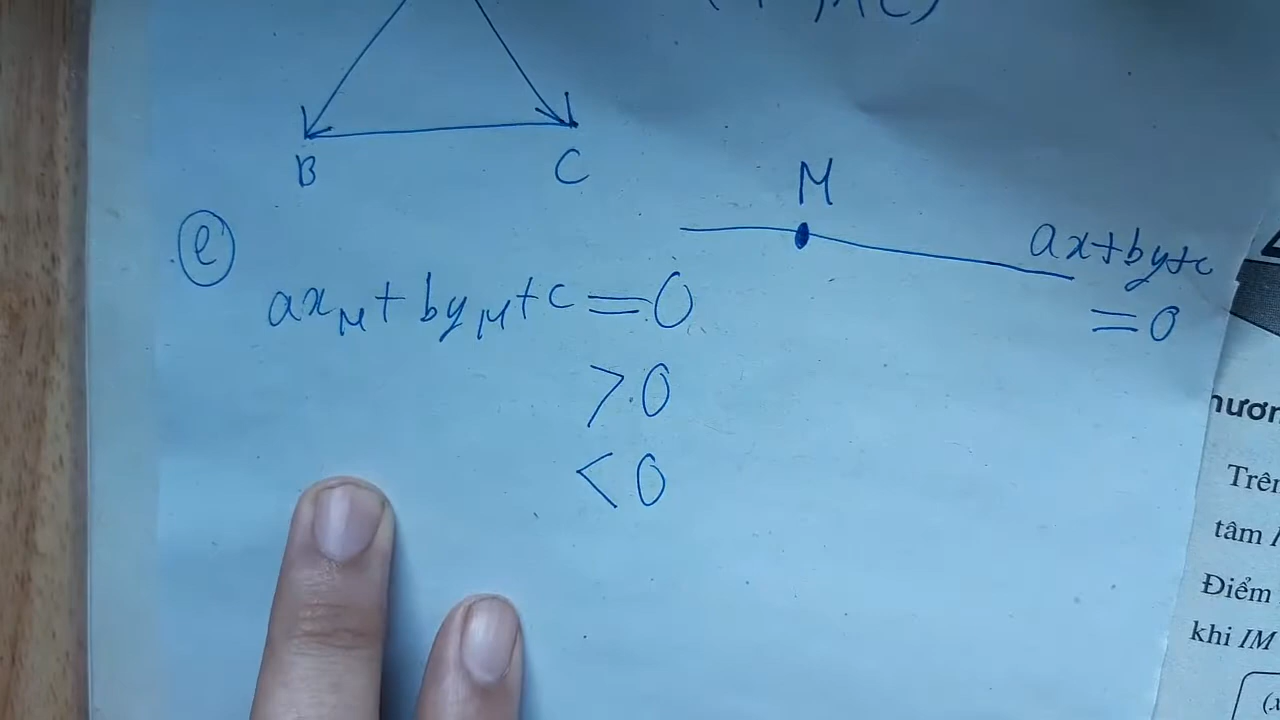 B
C
M
e
ax+by+c
=0
ax_M+by_M+c=0
>0
<0
Trên
tâm
Điểm
khi IM